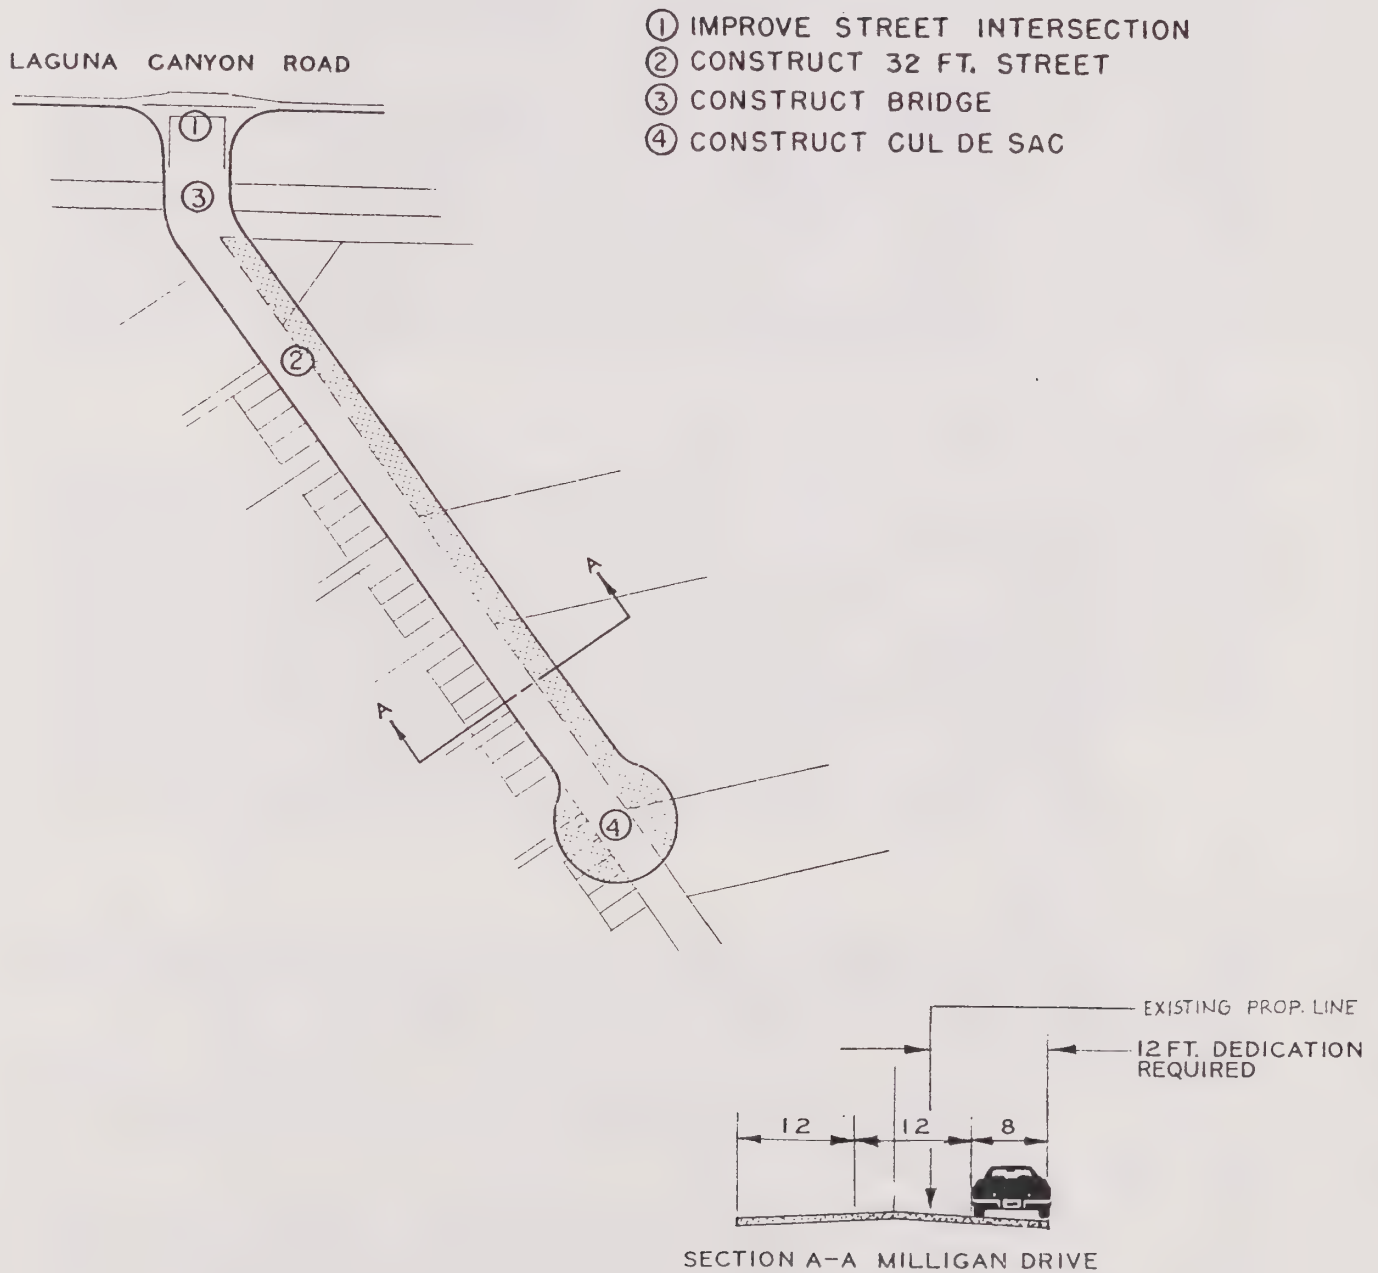 ① IMPROVE STREET INTERSECTION
② CONSTRUCT 32 FT. STREET
③ CONSTRUCT BRIDGE
④ CONSTRUCT CUL DE SAC
LAGUNA CANYON ROAD
①
③
②
A
A
④
EXISTING PROP. LINE
12 FT. DEDICATION
REQUIRED
12 12 8
SECTION A-A MILLIGAN DRIVE